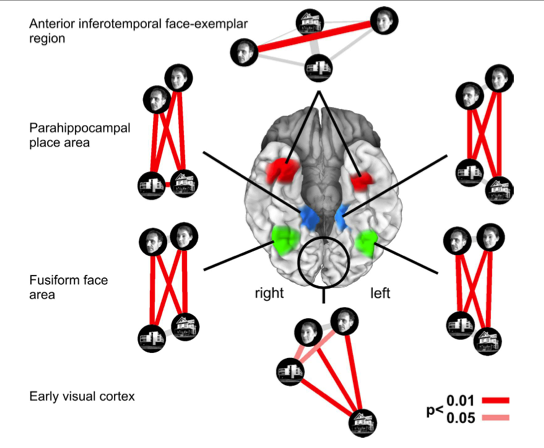 Anterior inferotemporal face-exemplar
region
Parahippocampal
place area
Fusiform face
area
right
left
Early visual cortex
p<
0.01
0.05